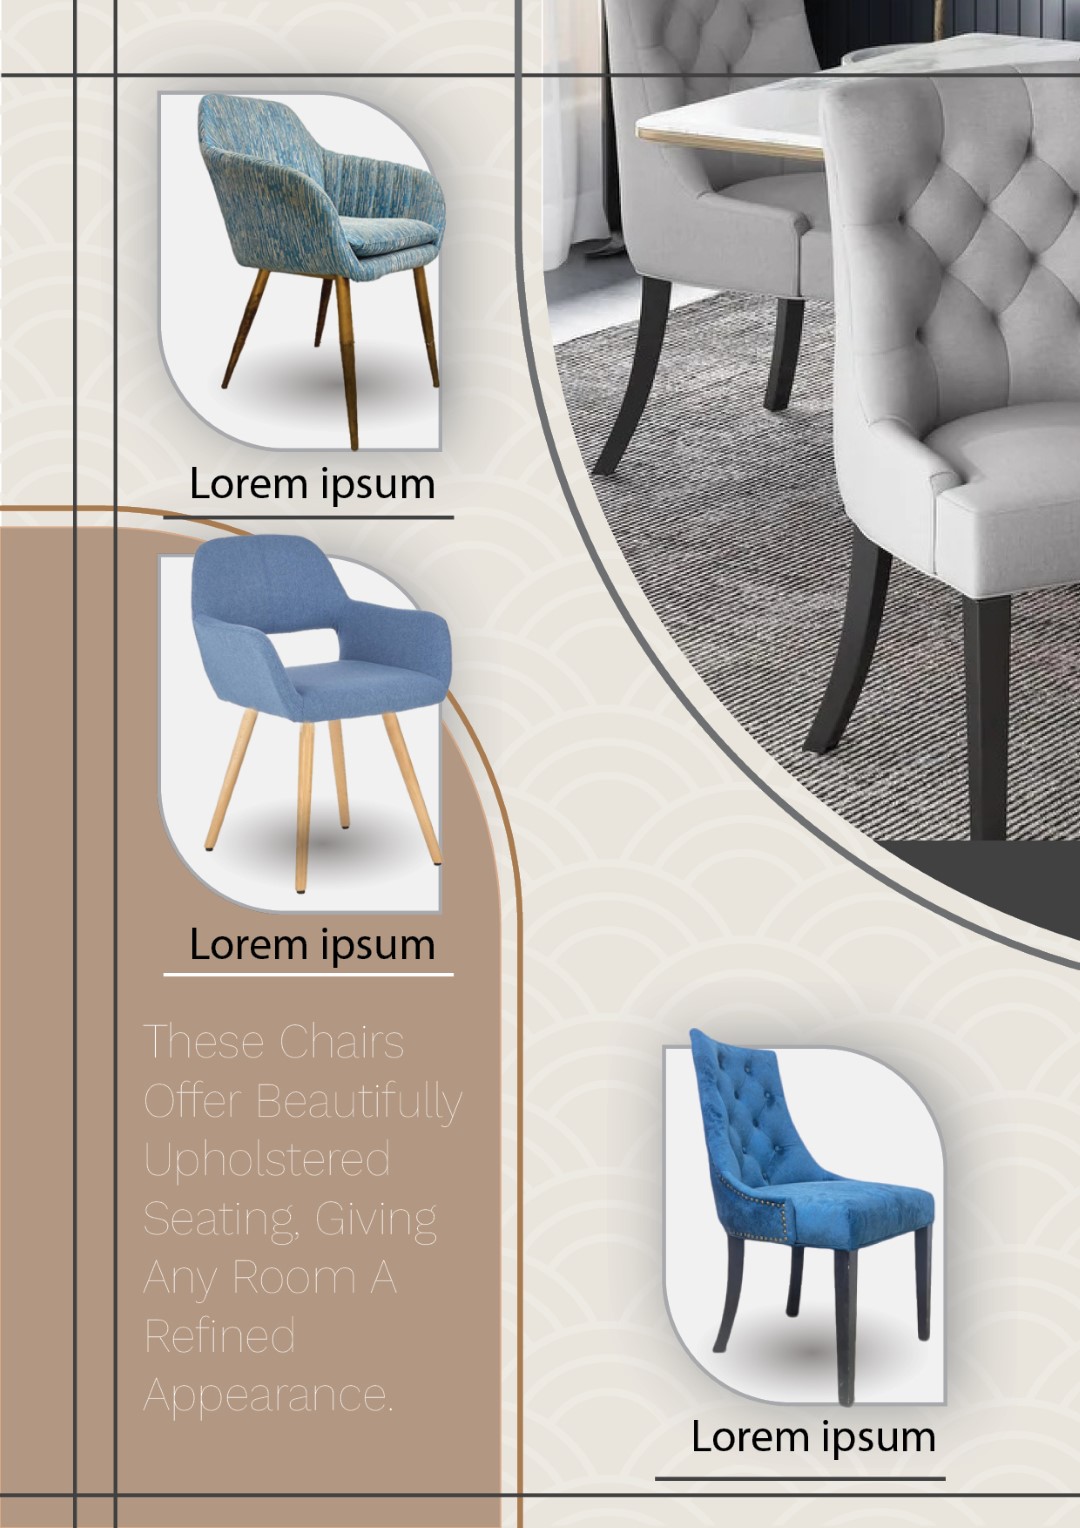 Lorem ipsum
Lorem ipsum
These Chairs
Offer Beautifully
Upholstered
Seating, Giving
Any Room A
Refined
Appearance.
Lorem ipsum